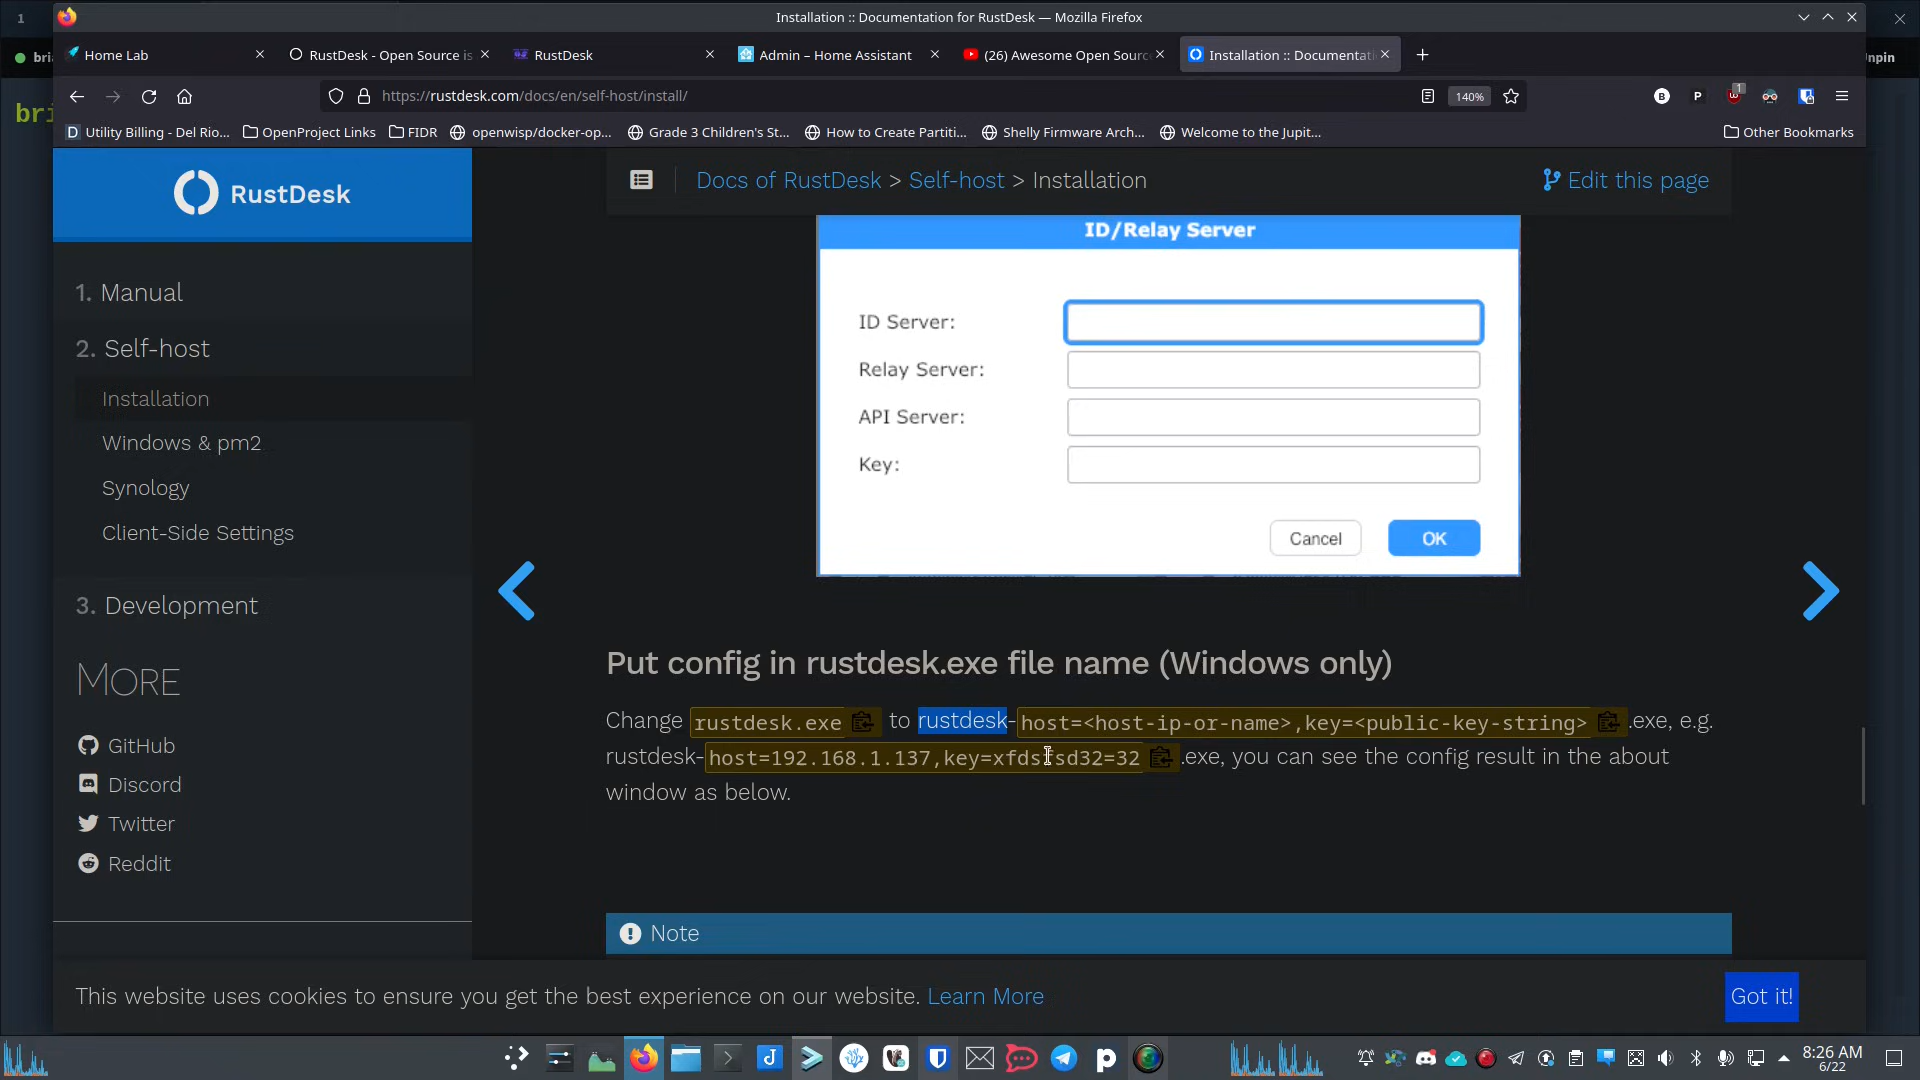 1
Installation :: Documentation for RustDesk — Mozilla Firefox
bri
Home Lab
RustDesk - Open Source is
RustDesk
Admin – Home Assistant
(26) Awesome Open Sourc
Installation :: Documentati
npin
bri
https://rustdesk.com/docs/en/self-host/install/
140%
Utility Billing - Del Rio...
OpenProject Links
FIDR
openwisp/docker-op...
Grade 3 Children's St...
How to Create Partiti...
Shelly Firmware Arch...
Welcome to the Jupit...
Other Bookmarks
RustDesk
Docs of RustDesk > Self-host > Installation
Edit this page
ID/Relay Server
ID Server:
Relay Server:
API Server:
Key:
Cancel
OK
1. Manual
2. Self-host
Installation
Windows & pm2
Synology
Client-Side Settings
3. Development
MORE
GitHub
Discord
Twitter
Reddit
Put config in rustdesk.exe file name (Windows only)
Change rustdesk.exe to rustdesk-host=<host-ip-or-name>,key=<public-key-string>.exe, e.g.
rustdesk-host=192.168.1.137,key=xfdsfsd32=32.exe, you can see the config result in the about
window as below.
Note
This website uses cookies to ensure you get the best experience on our website. Learn More
Got it!
8:26 AM
6/22